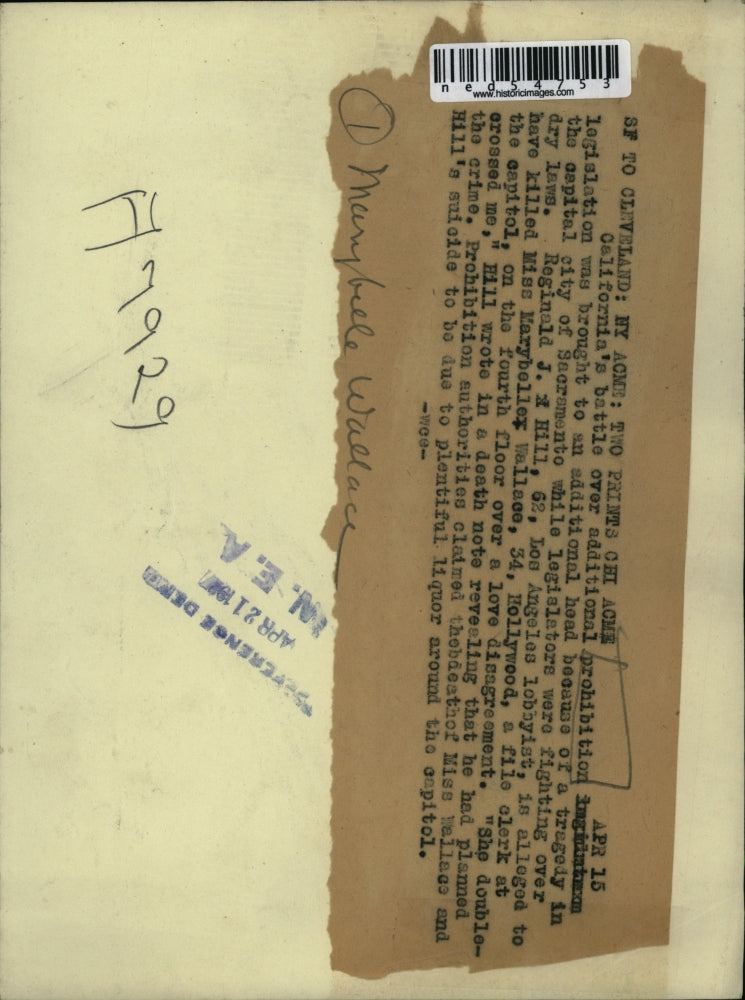 ned54753
www.historicimages.com
SF TO CLEVELAND: NY ACME: TWO PRINTS CHI ACME APR 15
California's battle over additional prohibition
legislation was brought to an additional head because of a tragedy in
the capital city of Sacramento while legislators were fighting over
dry laws. Reginald J. Hill, 62, Los Angeles lobbyist, is alleged to
have killed Miss Marybelle Wallace, 34, Hollywood, a file clerk at
the capitol, on the fourth floor over a love disagreement. "She double-
crossed me," Hill wrote in a death note revealing that he had planned
the crime. Prohibition authorities claimed thebdeathof Miss Wallace and
Hill's suicide to be due to plentiful liquor around the capitol.
-wce-
① Marybelle Wallace
N. E. A.
APR 21
REFERENCE DEPT